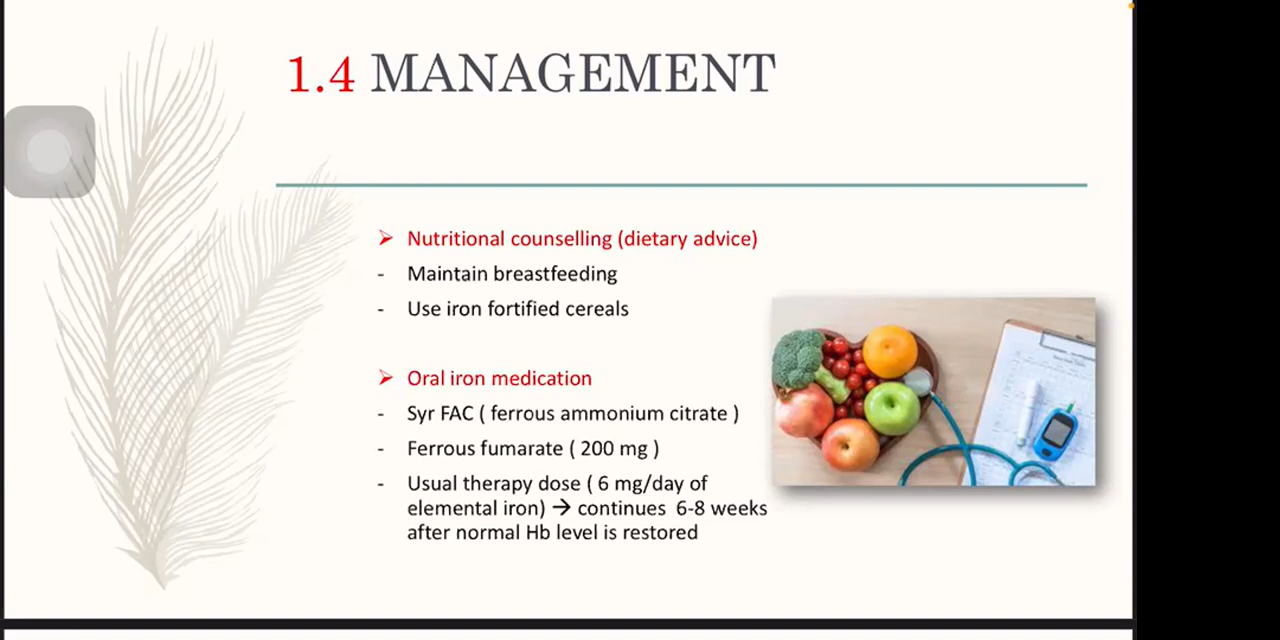 1.4 MANAGEMENT
➢ Nutritional counselling (dietary advice)
- Maintain breastfeeding
- Use iron fortified cereals
➢ Oral iron medication
- Syr FAC ( ferrous ammonium citrate )
- Ferrous fumarate ( 200 mg )
- Usual therapy dose ( 6 mg/day of
elemental iron) → continues 6-8 weeks
after normal Hb level is restored